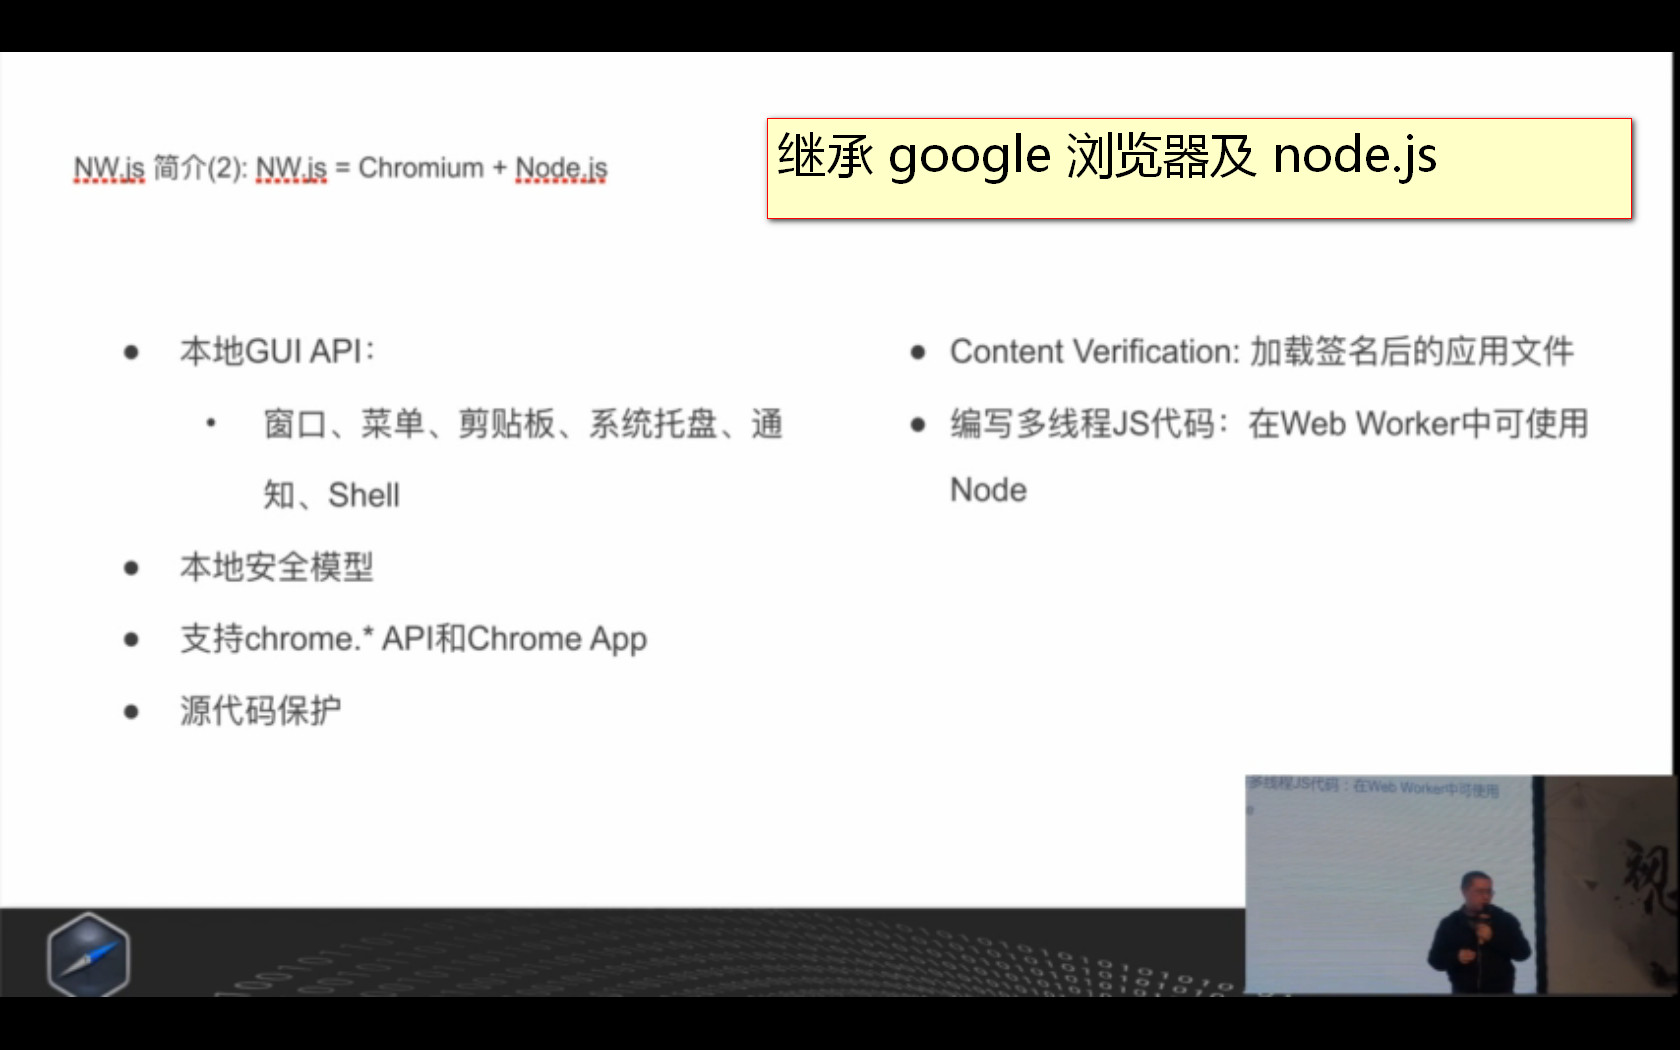 NW.js 简介(2): NW.js = Chromium + Node.js
继承 google 浏览器及 node.js
● 本地GUI API：
• 窗口、菜单、剪贴板、系统托盘、通
知、Shell
● 本地安全模型
● 支持chrome.* API和Chrome App
● 源代码保护
● Content Verification: 加载签名后的应用文件
● 编写多线程JS代码：在Web Worker中可使用
Node
多线程JS代码：在Web Worker中可使用
视